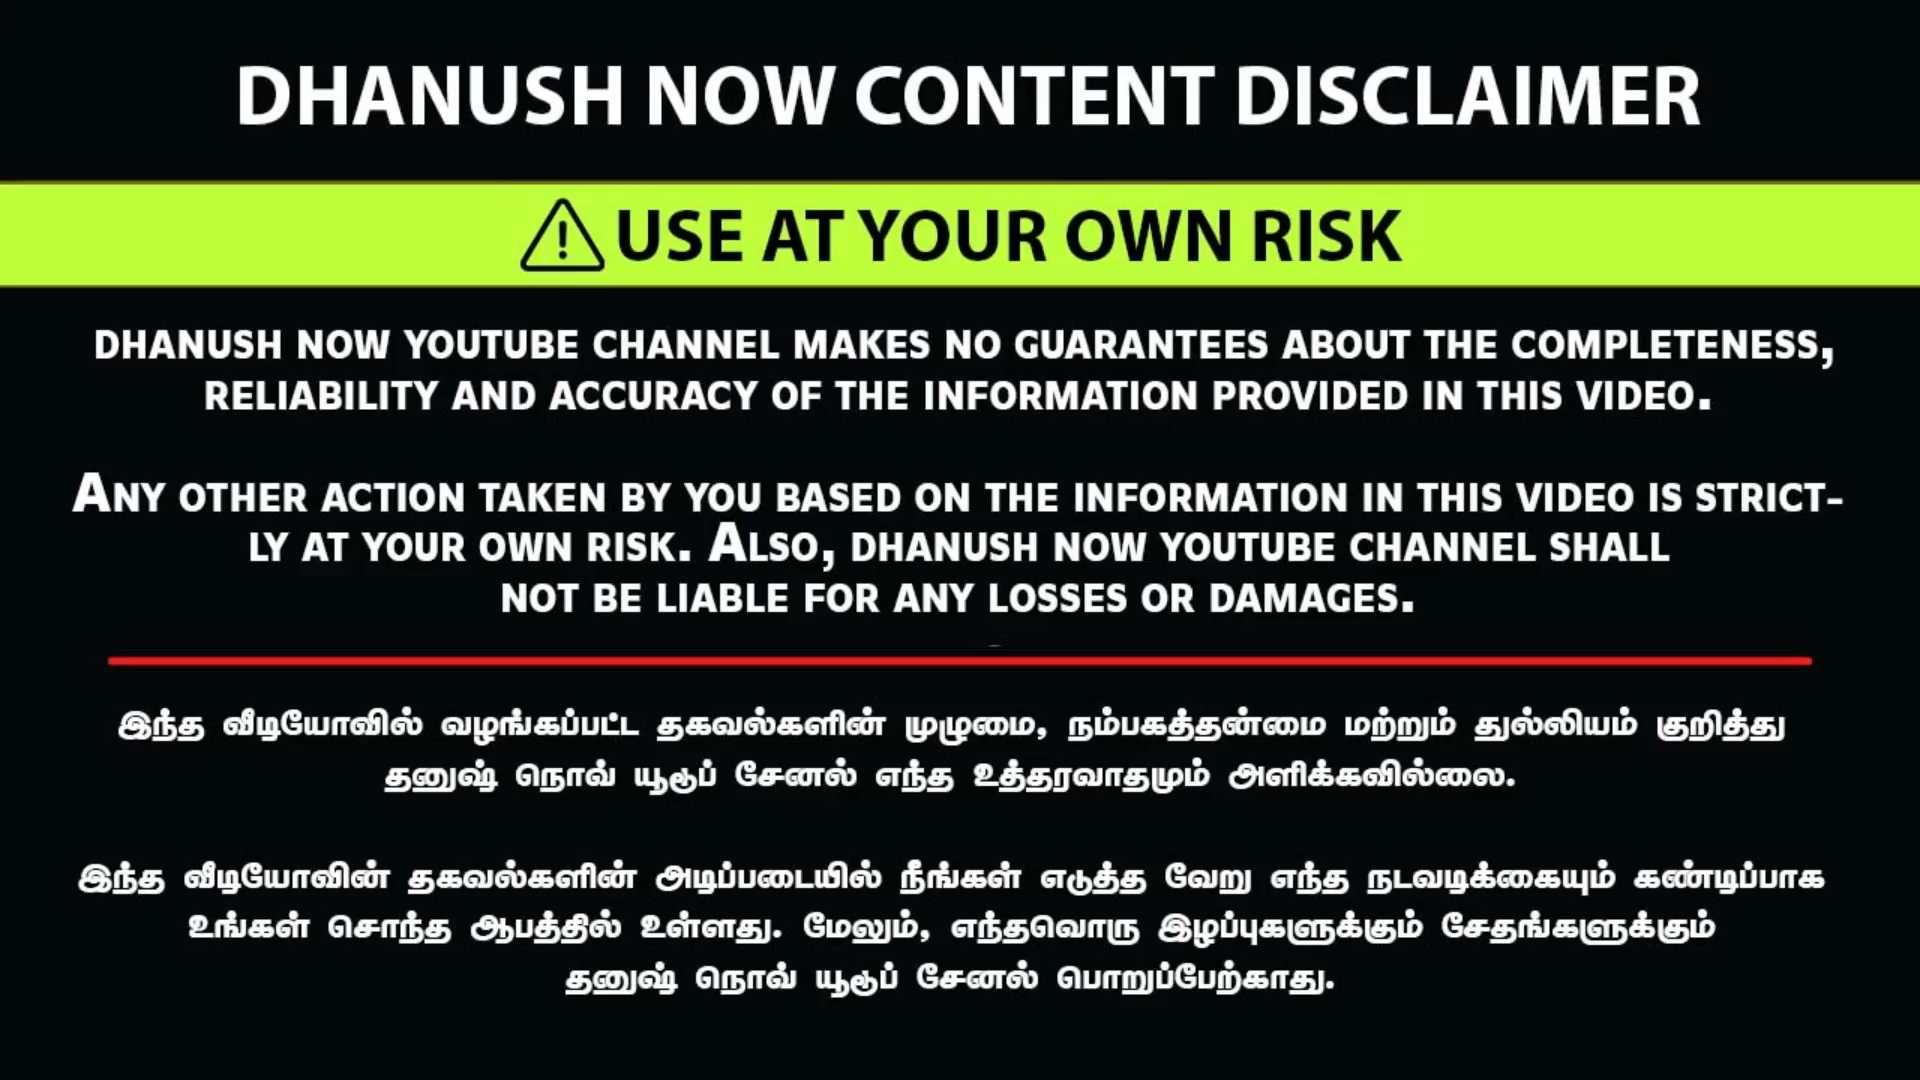 DHANUSH NOW CONTENT DISCLAIMER
USE AT YOUR OWN RISK
DHANUSH NOW YOUTUBE CHANNEL MAKES NO GUARANTEES ABOUT THE COMPLETENESS,
RELIABILITY AND ACCURACY OF THE INFORMATION PROVIDED IN THIS VIDEO.
ANY OTHER ACTION TAKEN BY YOU BASED ON THE INFORMATION IN THIS VIDEO IS STRICT-
LY AT YOUR OWN RISK. ALSO, DHANUSH NOW YOUTUBE CHANNEL SHALL
NOT BE LIABLE FOR ANY LOSSES OR DAMAGES.
இந்த வீடியோவில் வழங்கப்பட்ட தகவல்களின் முழுமை, நம்பகத்தன்மை மற்றும் துல்லியம் குறித்து
தனுஷ் நொவ் யூடூப் சேனல் எந்த உத்தரவாதமும் அளிக்கவில்லை.
இந்த வீடியோவின் தகவல்களின் அடிப்படையில் நீங்கள் எடுத்த வேறு எந்த நடவடிக்கையும் கண்டிப்பாக
உங்கள் சொந்த ஆபத்தில் உள்ளது. மேலும், எந்தவொரு இழப்புகளுக்கும் சேதங்களுக்கும்
தனுஷ் நொவ் யூடூப் சேனல் பொறுப்பேற்காது.